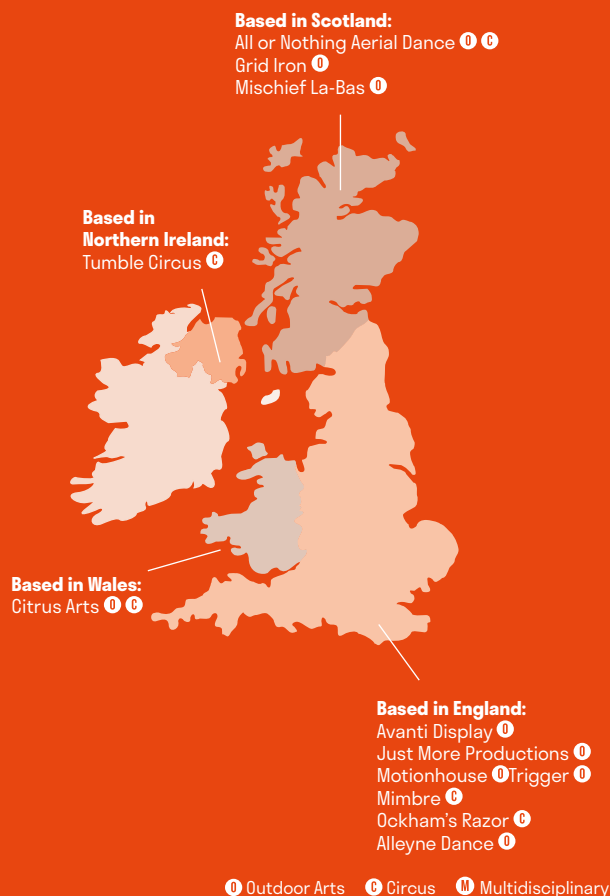 Based in Scotland:
All or Nothing Aerial Dance O C
Grid Iron O
Mischief La-Bas O
Based in
Northern Ireland:
Tumble Circus C
Based in Wales:
Citrus Arts O C
Based in England:
Avanti Display O
Just More Productions O
Motionhouse O Trigger O
Mimbre C
Ockham's Razor C
Alleyne Dance O
O Outdoor Arts C Circus M Multidisciplinary